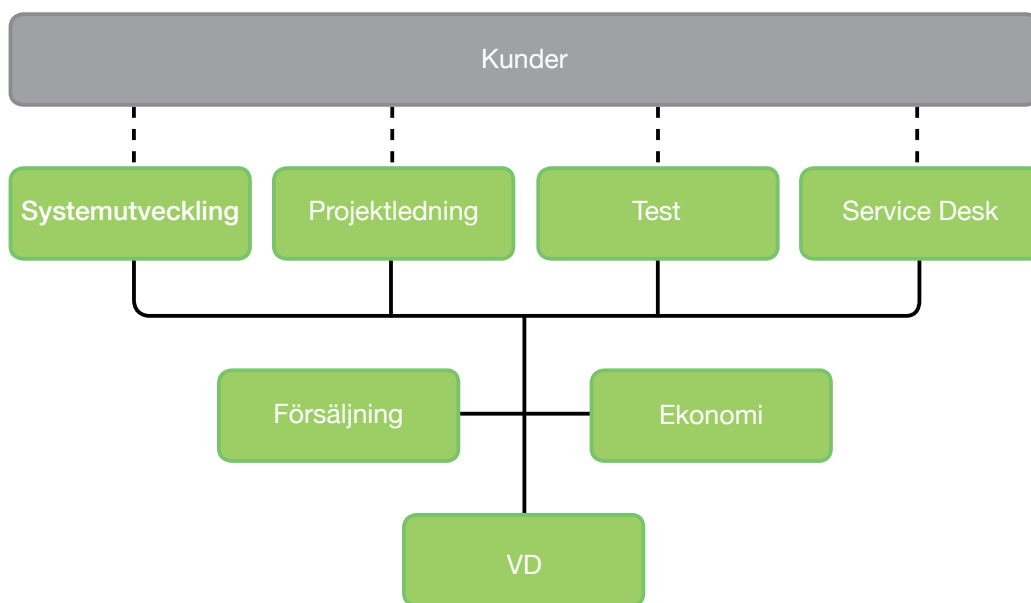 Kunder
Systemutveckling
Projektledning
Test
Service Desk
Försäljning
Ekonomi
VD